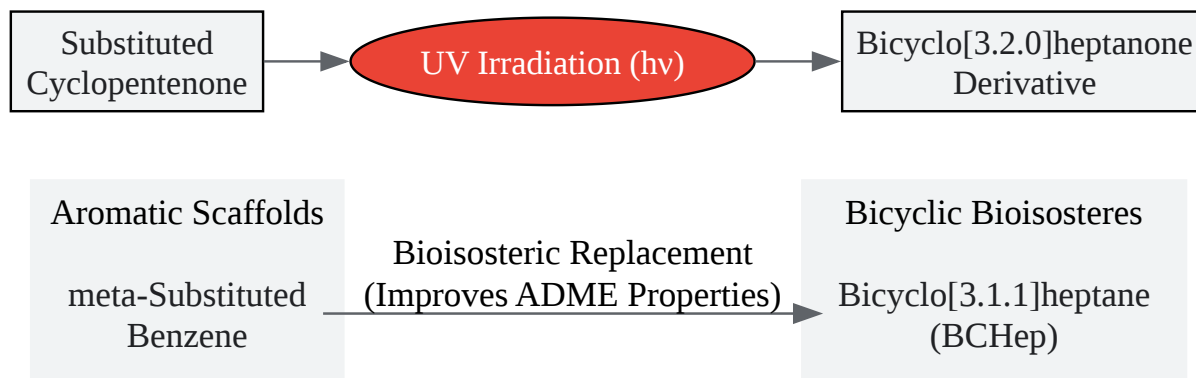 Substituted
Cyclopentenone
UV Irradiation (hν)
Bicyclo[3.2.0]heptanone
Derivative
Aromatic Scaffolds
meta-Substituted
Benzene
Bioisosteric Replacement
(Improves ADME Properties)
Bicyclic Bioisosteres
Bicyclo[3.1.1]heptane
(BCHep)